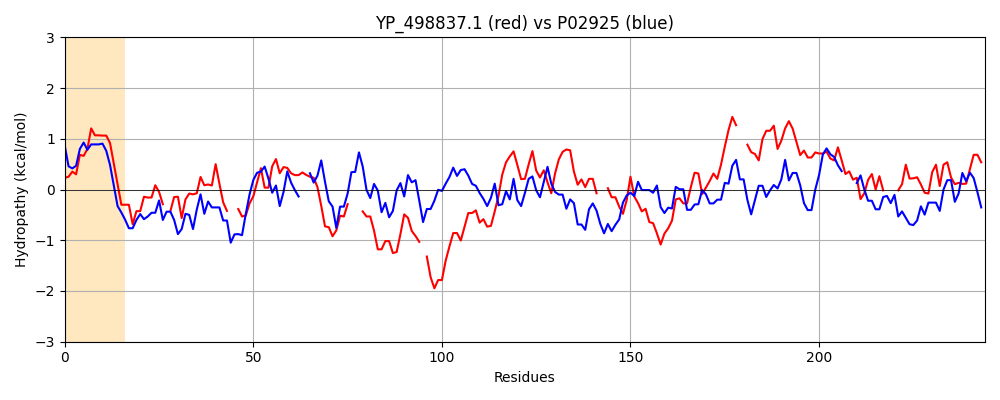 YP_498837.1 (red) vs P02925 (blue)
Hydropathy (kcal/mol)
3
2
1
0
−1
−2
−3
0 50 100 150 200
Residues